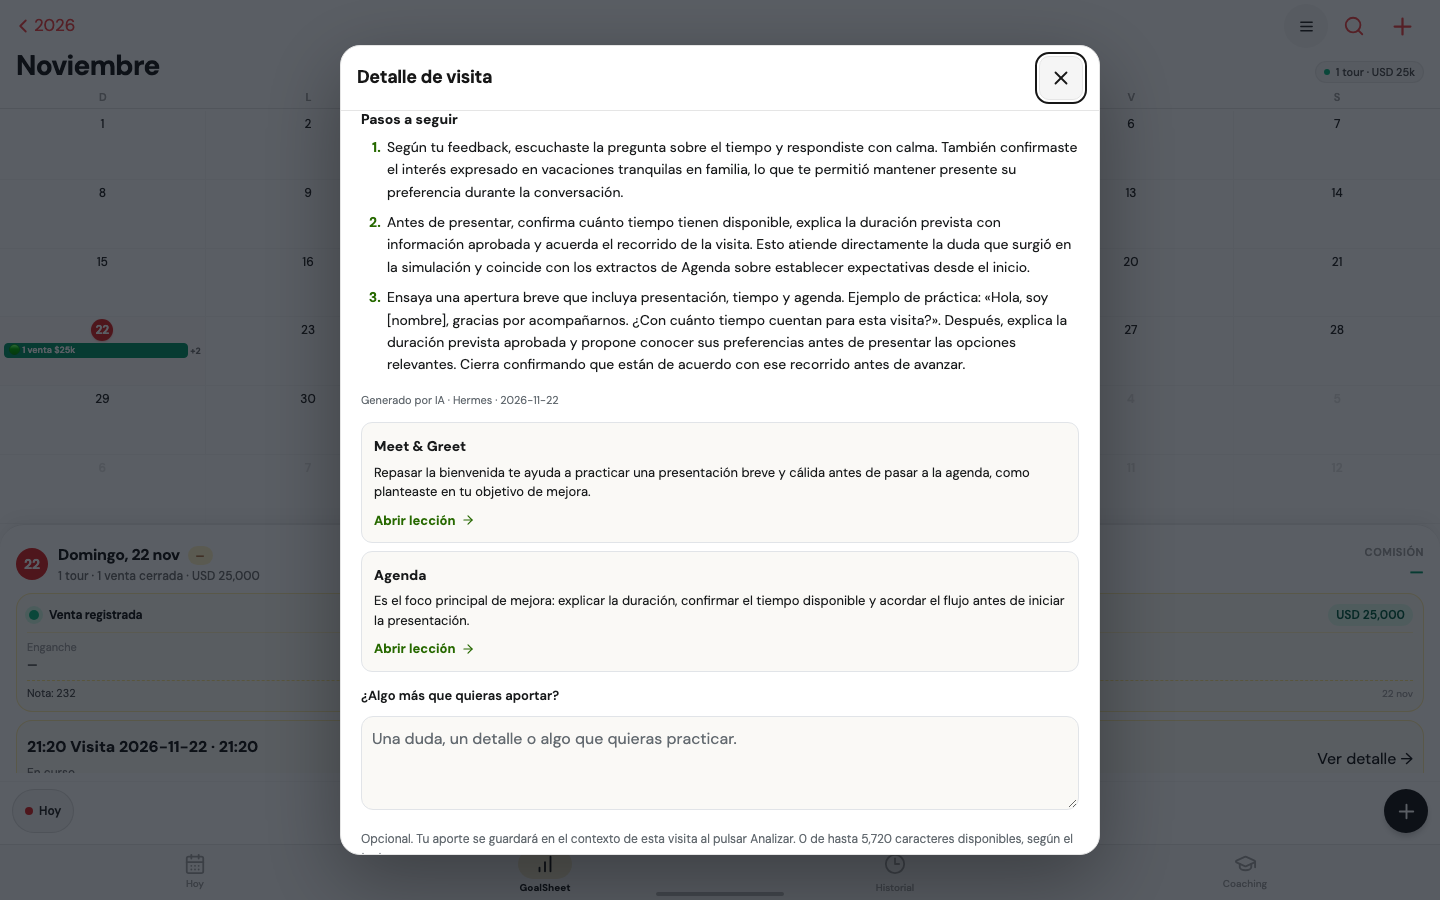 2026
Noviembre
1 tour · USD 25k
D
L
V
S
1
2
6
7
8
9
13
14
15
16
20
21
22
23
27
28
1 venta $25k
+2
29
30
4
5
6
7
11
12
Detalle de visita
Pasos a seguir
1. Según tu feedback, escuchaste la pregunta sobre el tiempo y respondiste con calma. También confirmaste
el interés expresado en vacaciones tranquilas en familia, lo que te permitió mantener presente su
preferencia durante la conversación.
2. Antes de presentar, confirma cuánto tiempo tienen disponible, explica la duración prevista con
información aprobada y acuerda el recorrido de la visita. Esto atiende directamente la duda que surgió en
la simulación y coincide con los extractos de Agenda sobre establecer expectativas desde el inicio.
3. Ensaya una apertura breve que incluya presentación, tiempo y agenda. Ejemplo de práctica: «Hola, soy
[nombre], gracias por acompañarnos. ¿Con cuánto tiempo cuentan para esta visita?». Después, explica la
duración prevista aprobada y propone conocer sus preferencias antes de presentar las opciones
relevantes. Cierra confirmando que están de acuerdo con ese recorrido antes de avanzar.
Generado por IA · Hermes · 2026-11-22
Meet & Greet
Repasar la bienvenida te ayuda a practicar una presentación breve y cálida antes de pasar a la agenda, como
planteaste en tu objetivo de mejora.
Abrir lección →
Agenda
Es el foco principal de mejora: explicar la duración, confirmar el tiempo disponible y acordar el flujo antes de iniciar
la presentación.
Abrir lección →
¿Algo más que quieras aportar?
Una duda, un detalle o algo que quieras practicar.
Opcional. Tu aporte se guardará en el contexto de esta visita al pulsar Analizar. 0 de hasta 5,720 caracteres disponibles, según el
22
Domingo, 22 nov —
1 tour · 1 venta cerrada · USD 25,000
COMISIÓN
—
Venta registrada
USD 25,000
Enganche
—
Nota: 232
22 nov
21:20 Visita 2026-11-22 · 21:20
En curso
Ver detalle →
Hoy
Hoy
GoalSheet
Historial
Coaching